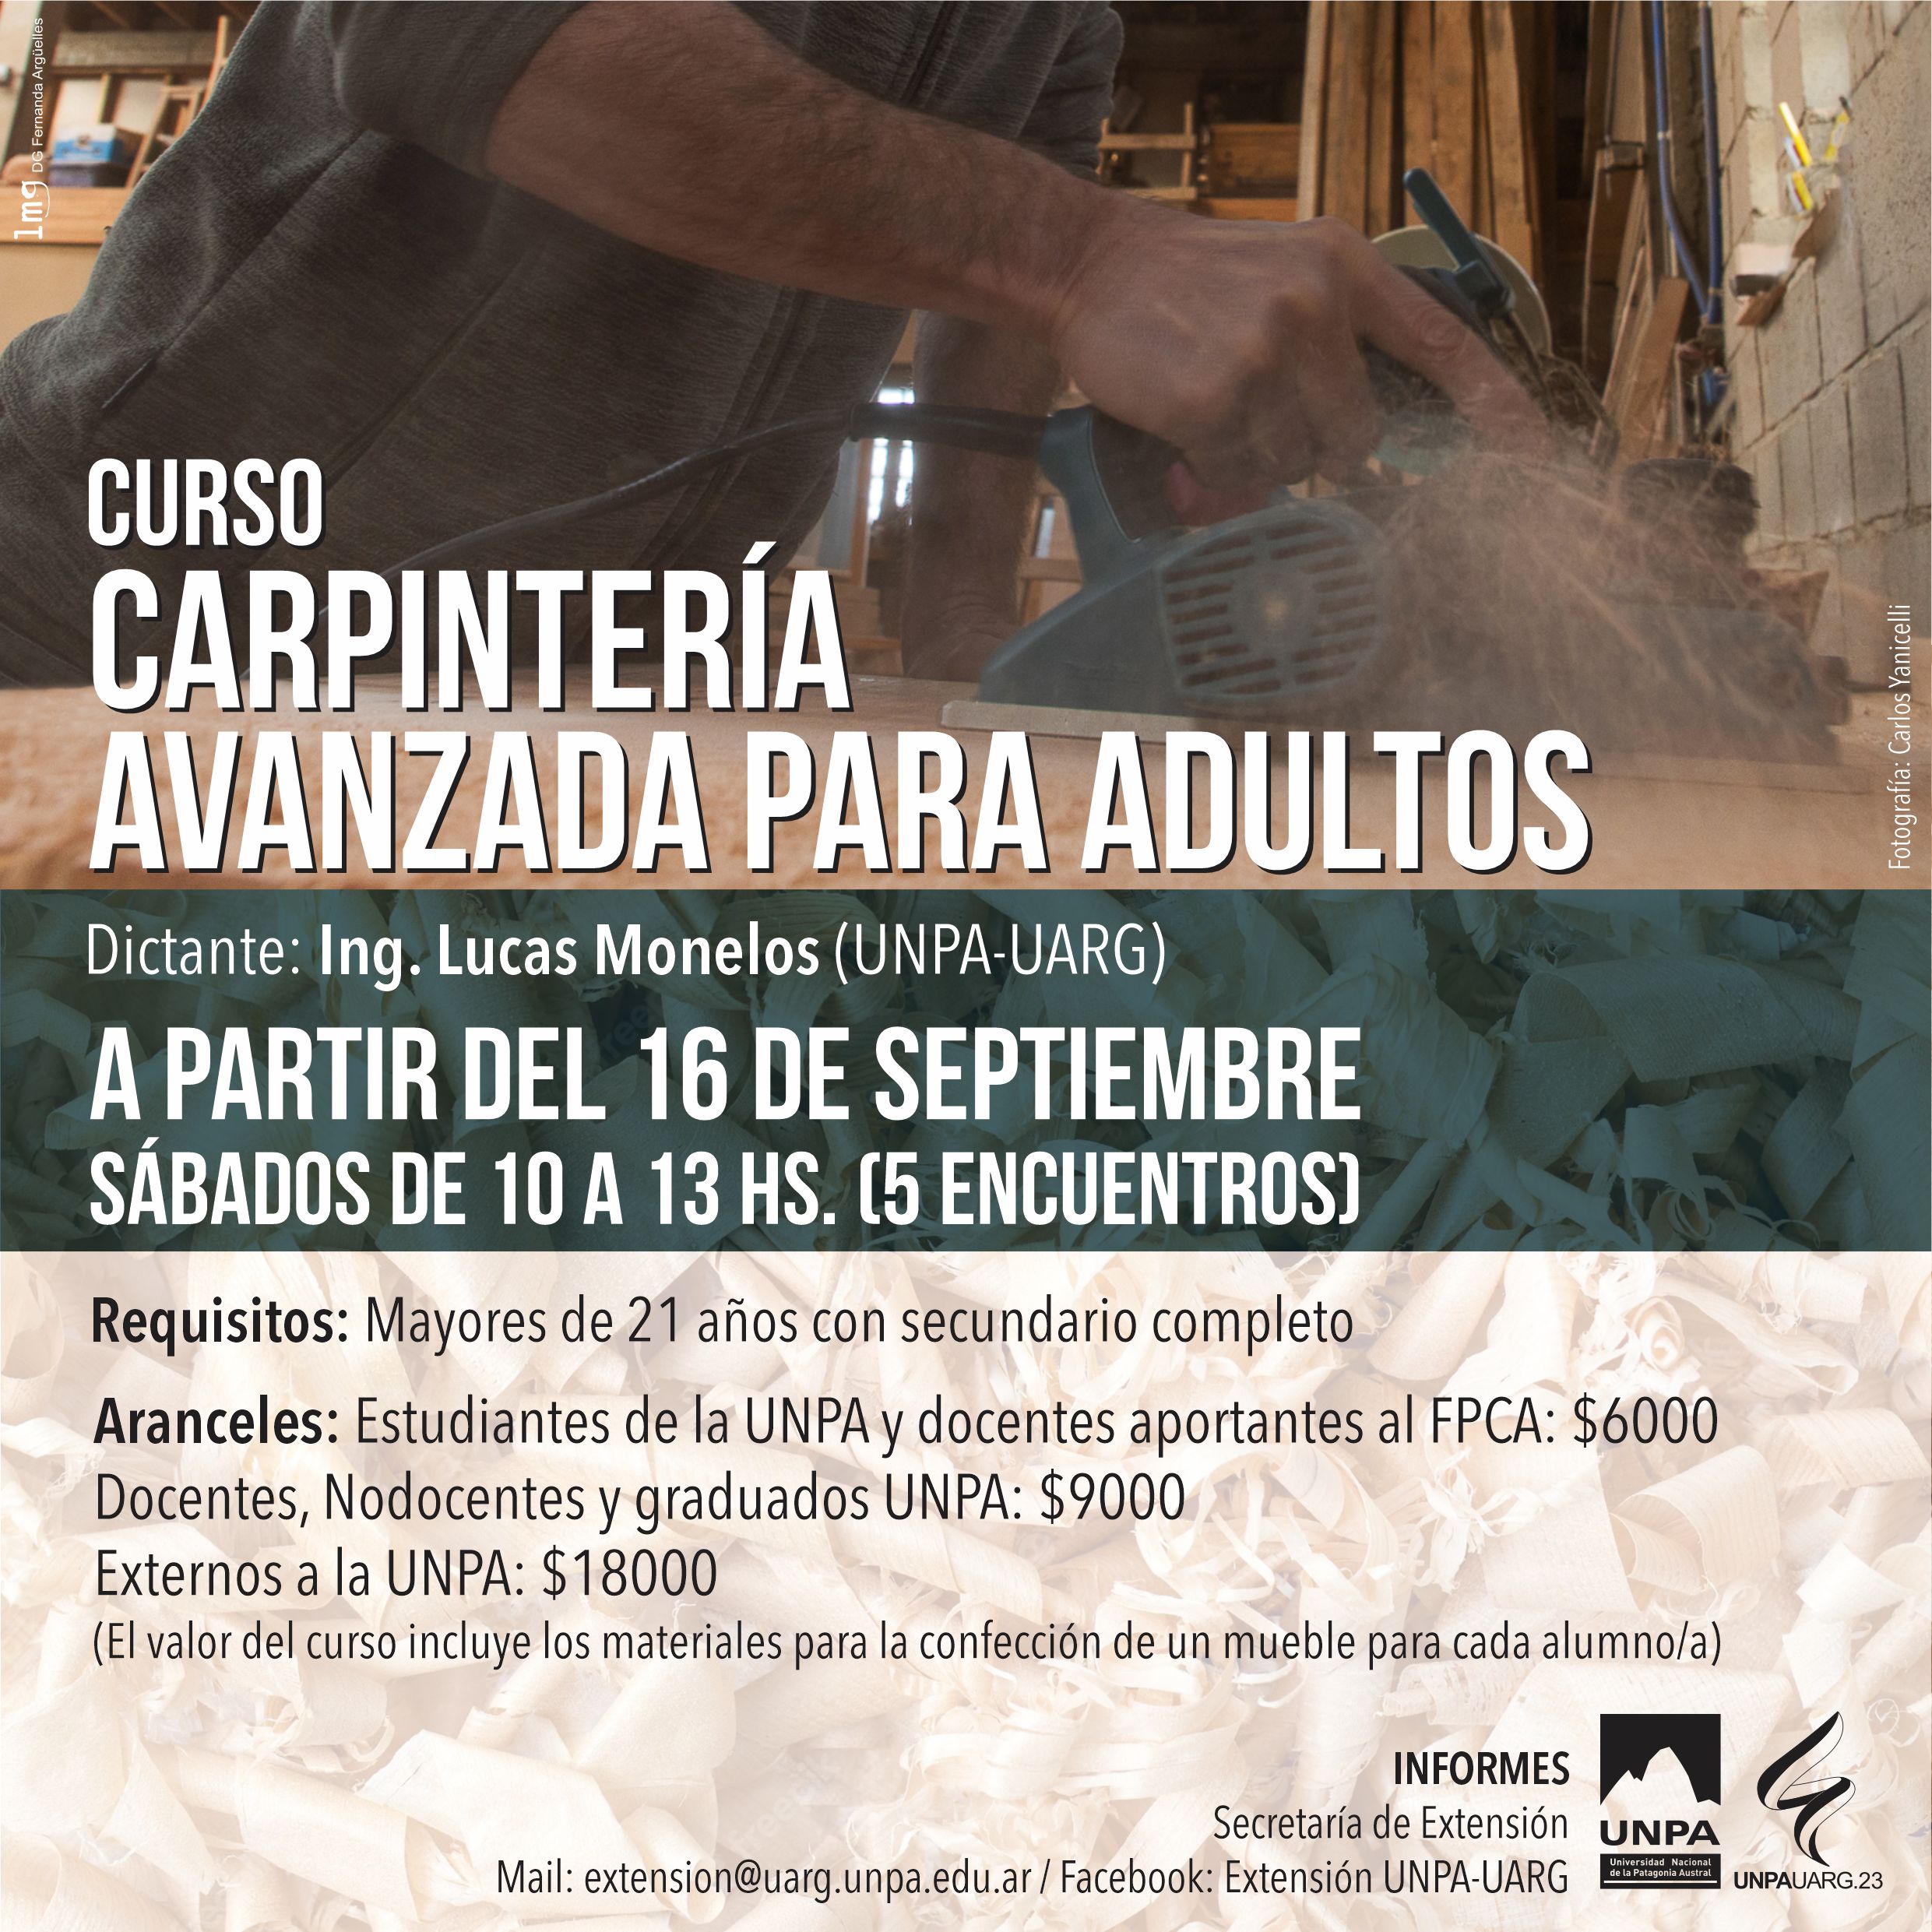 lmg DG Fernanda Argüelles
CURSO
CARPINTERÍA
AVANZADA PARA ADULTOS
Fotografía: Carlos Yanicelli
Dictante: Ing. Lucas Monelos (UNPA-UARG)
A PARTIR DEL 16 DE SEPTIEMBRE
SÁBADOS DE 10 A 13 HS. (5 ENCUENTROS)
Requisitos: Mayores de 21 años con secundario completo
Aranceles: Estudiantes de la UNPA y docentes aportantes al FPCA: $6000
Docentes, Nodocentes y graduados UNPA: $9000
Externos a la UNPA: $18000
(El valor del curso incluye los materiales para la confección de un mueble para cada alumno/a)
INFORMES
Secretaría de Extensión
Mail: extension@uarg.unpa.edu.ar / Facebook: Extensión UNPA-UARG
UNPA
Universidad Nacional
de la Patagonia Austral
UNPAUARG.23